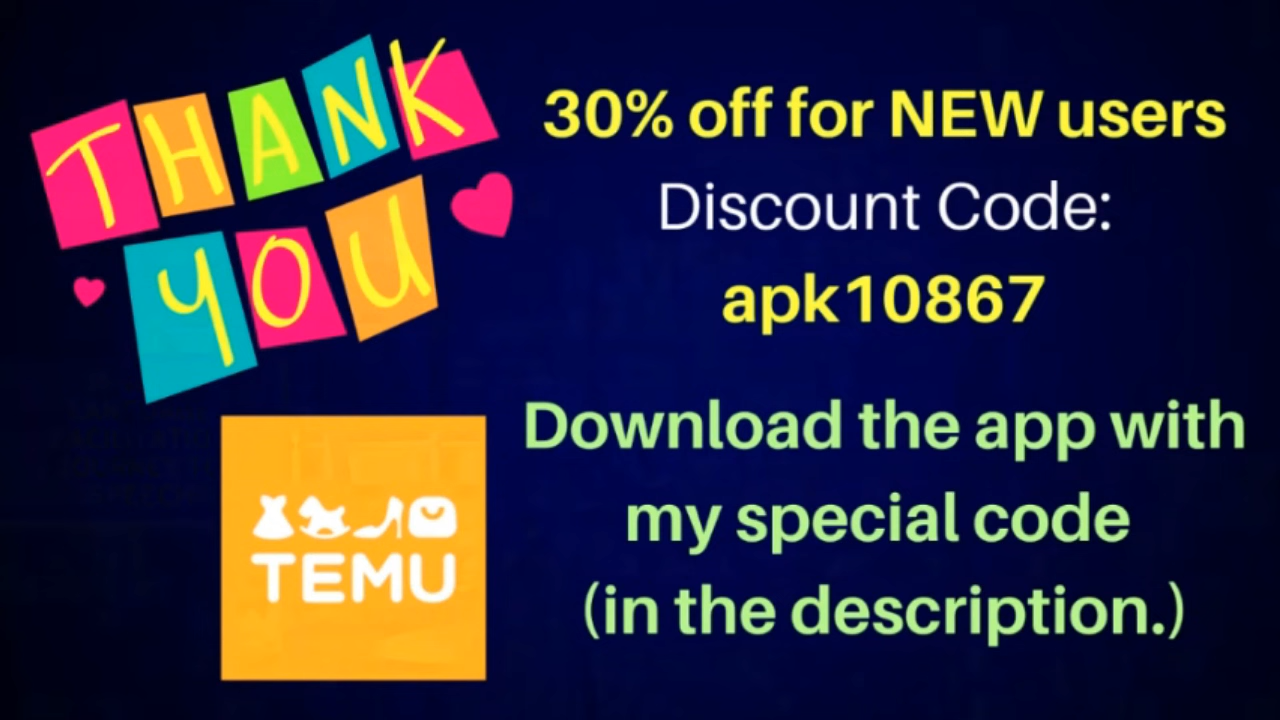 THANK
YOU
30% off for NEW users
Discount Code:
apk10867
Download the app with
my special code
(in the description.)
TEMU